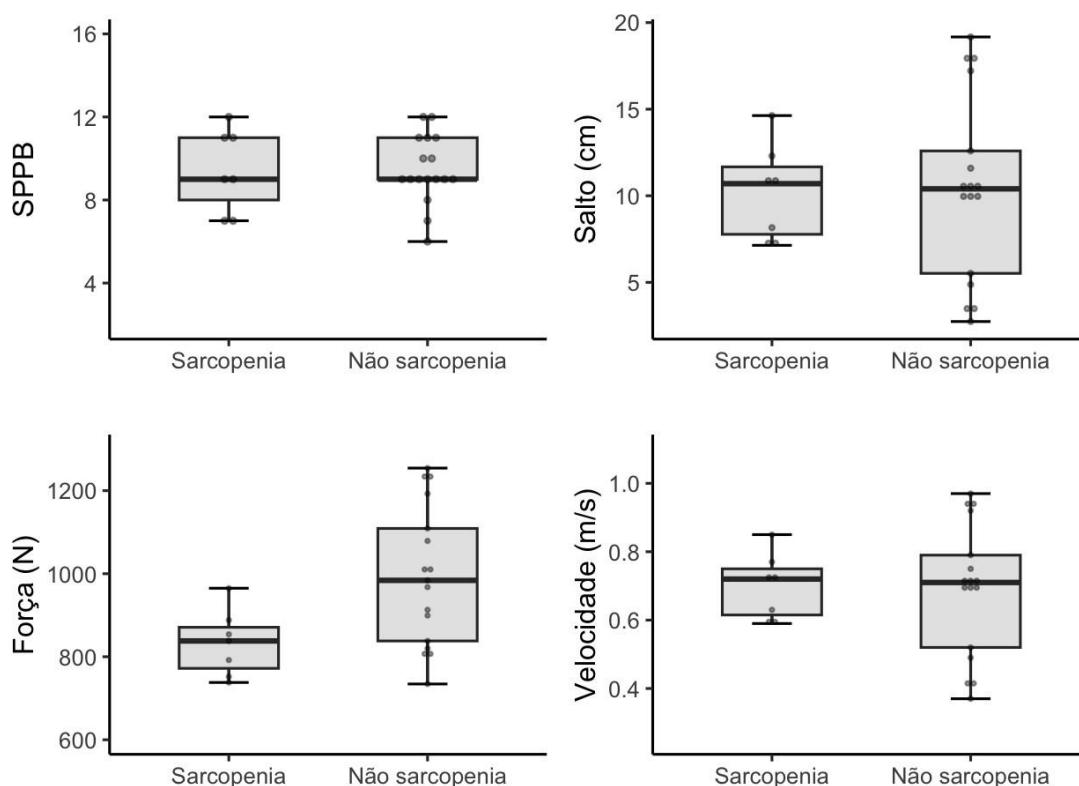 SPPB
16
12
8
4
Sarcopenia
Não sarcopenia
Salto (cm)
20
15
10
5
Sarcopenia
Não sarcopenia
Força (N)
1200
1000
800
600
Sarcopenia
Não sarcopenia
Velocidade (m/s)
1.0
0.8
0.6
0.4
Sarcopenia
Não sarcopenia